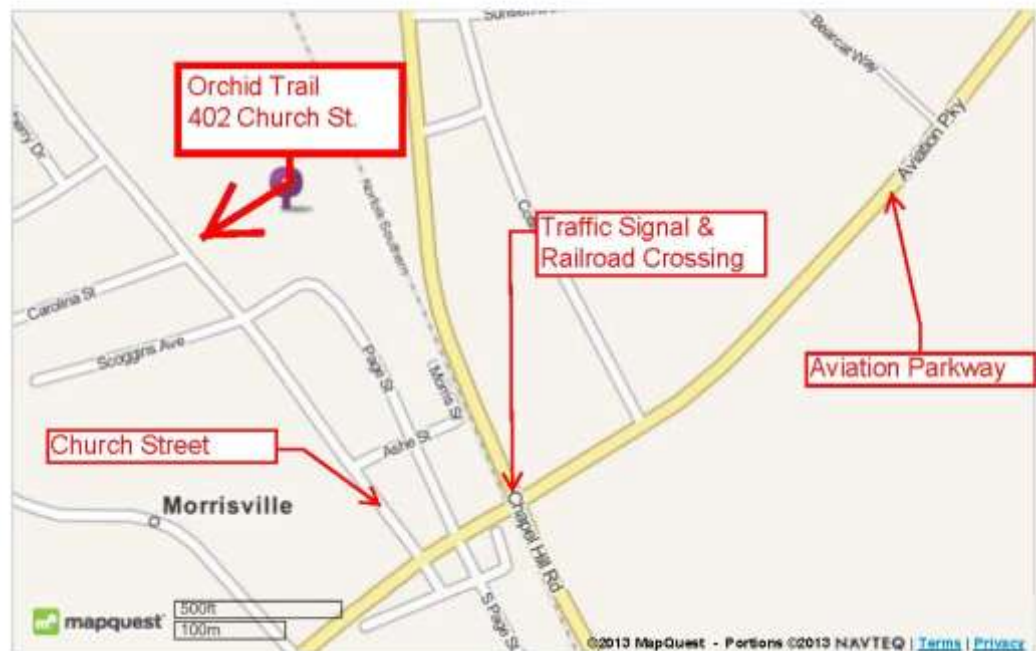 Bearcat Way
Orchid Trail
402 Church St.
Aviation Pky
Norfolk Southern
Traffic Signal &
Railroad Crossing
Carolina St
Scoggins Ave
Page St
Morris St
Aviation Parkway
Church Street
Ashe St
Morrisville
Chapel Hill Rd
S Page St
mapquest
500ft
100m
©2013 MapQuest - Portions ©2013 NAVTEQ | Terms | Privacy